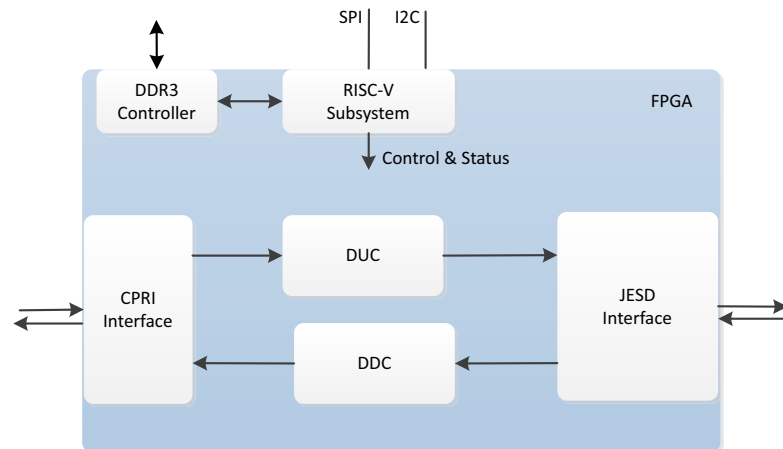 SPI
I2C
DDR3
Controller
RISC-V
Subsystem
FPGA
Control & Status
CPRI
Interface
DUC
JESD
Interface
DDC